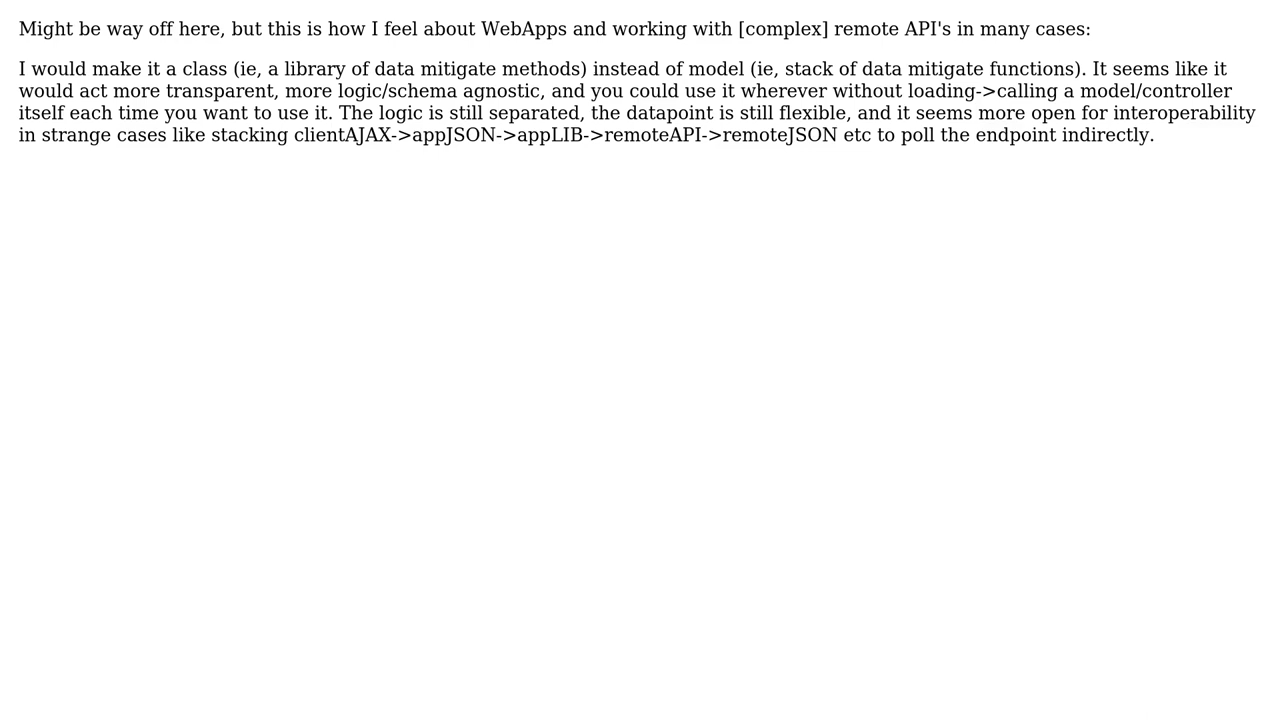 Might be way off here, but this is how I feel about WebApps and working with [complex] remote API's in many cases:
I would make it a class (ie, a library of data mitigate methods) instead of model (ie, stack of data mitigate functions). It seems like it
would act more transparent, more logic/schema agnostic, and you could use it wherever without loading->calling a model/controller
itself each time you want to use it. The logic is still separated, the datapoint is still flexible, and it seems more open for interoperability
in strange cases like stacking clientAJAX->appJSON->appLIB->remoteAPI->remoteJSON etc to poll the endpoint indirectly.